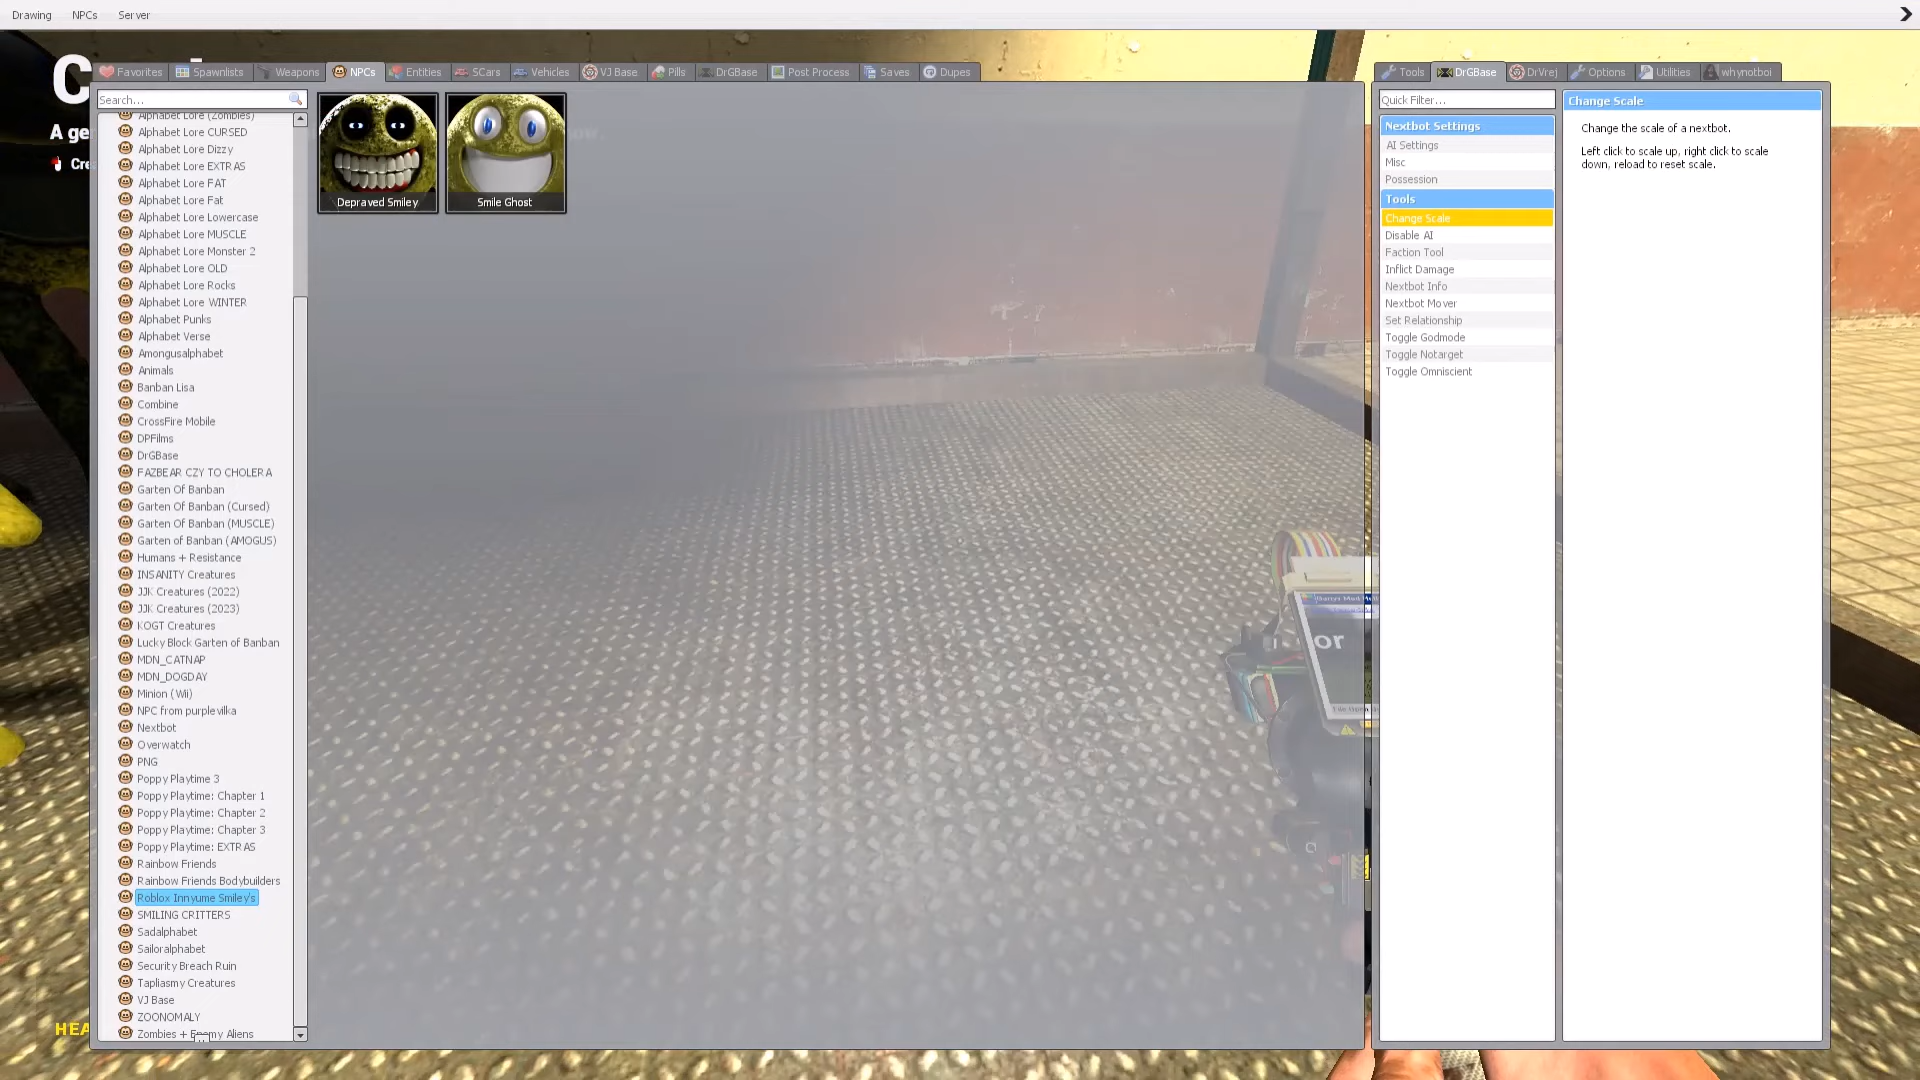 Drawing NPCs Server
Favorites Spawnlists Weapons NPCs Entities SCars Vehicles VJ Base Pills DrGBase Post Process Saves Dupes
Tools DrGBase DrVrej Options Utilities whynotboi
Search...
Alphabet Lore (Zombies)
Alphabet Lore CURSED
Alphabet Lore Dizzy
Alphabet Lore EXTRAS
Alphabet Lore FAT
Alphabet Lore Fat
Alphabet Lore Lowercase
Alphabet Lore MUSCLE
Alphabet Lore Monster 2
Alphabet Lore OLD
Alphabet Lore Rocks
Alphabet Lore WINTER
Alphabet Punks
Alphabet Verse
Amongusalphabet
Animals
Banban Lisa
Combine
CrossFire Mobile
DPFilms
DrGBase
FAZBEAR CZY TO CHOLERA
Garten Of Banban
Garten Of Banban (Cursed)
Garten Of Banban (MUSCLE)
Garten of Banban (AMOGUS)
Humans + Resistance
INSANITY Creatures
JJK Creatures (2022)
JJK Creatures (2023)
KOGT Creatures
Lucky Block Garten of Banban
MDN_CATNAP
MDN_DOGDAY
Minion (Wii)
NPC from purplevilka
Nextbot
Overwatch
PNG
Poppy Playtime 3
Poppy Playtime: Chapter 1
Poppy Playtime: Chapter 2
Poppy Playtime: Chapter 3
Poppy Playtime: EXTRAS
Rainbow Friends
Rainbow Friends Bodybuilders
Roblox Innyume Smiley's
SMILING CRITTERS
Sadalphabet
Sailoralphabet
Security Breach Ruin
Tapliasmy Creatures
VJ Base
ZOONOMALY
Zombies + Enemy Aliens
Depraved Smiley
Smile Ghost
Quick Filter...
Nextbot Settings
AI Settings
Misc
Possession
Tools
Change Scale
Disable AI
Faction Tool
Inflict Damage
Nextbot Info
Nextbot Mover
Set Relationship
Toggle Godmode
Toggle Notarget
Toggle Omniscient
Change Scale
Change the scale of a nextbot.
Left click to scale up, right click to scale
down, reload to reset scale.
C
A ge
Cre
or
HEA